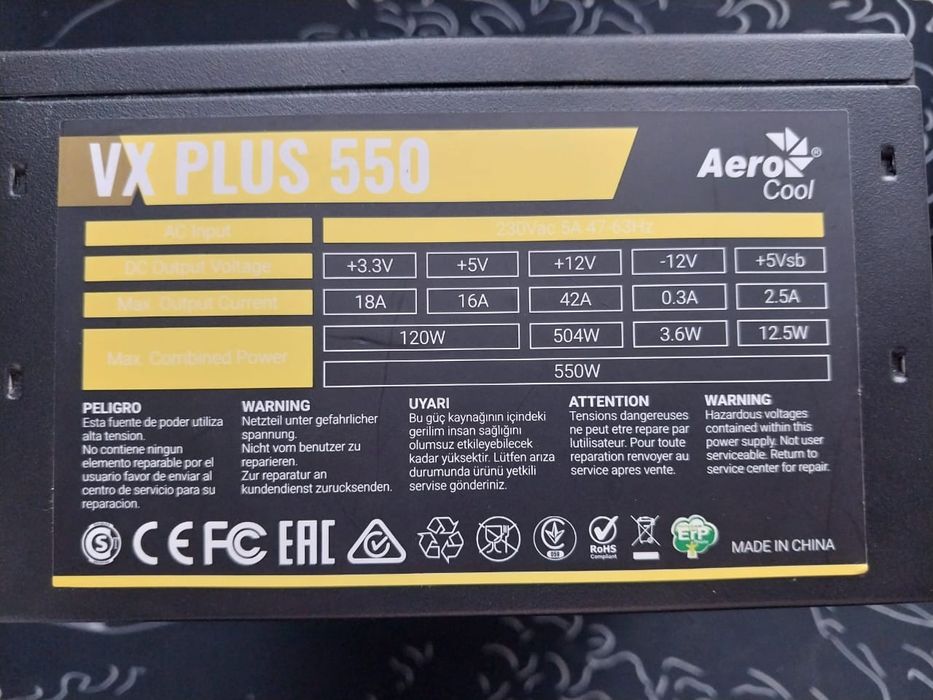 VX PLUS 550
AeroCool®
AC Input 230Vac 5A 47-63Hz
DC Output Voltage +3.3V +5V +12V -12V +5Vsb
Max. Output Current 18A 16A 42A 0.3A 2.5A
Max. Combined Power 120W 504W 3.6W 12.5W
550W
PELIGRO
Esta fuente de poder utiliza
alta tension.
No contiene ningun
elemento reparable por el
usuario favor de enviar al
centro de servicio para su
reparacion.
WARNING
Netzteil unter gefahrlicher
spannung.
Nicht vom benutzer zu
reparieren.
Zur reparatur an
kundendienst zurucksenden.
UYARI
Bu güç kaynağının içindeki
gerilim insan sağlığını
olumsuz etkileyebilecek
kadar yüksektir. Lütfen arıza
durumunda ürünü yetkili
servise gönderiniz.
ATTENTION
Tensions dangereuses
ne peut etre repare par
lutilisateur. Pour toute
reparation renvoyer au
service apres vente.
WARNING
Hazardous voltages
contained within this
power supply. Not user
serviceable. Return to
service center for repair.
S CE FC EAC RoHS Compliant ErP MADE IN CHINA